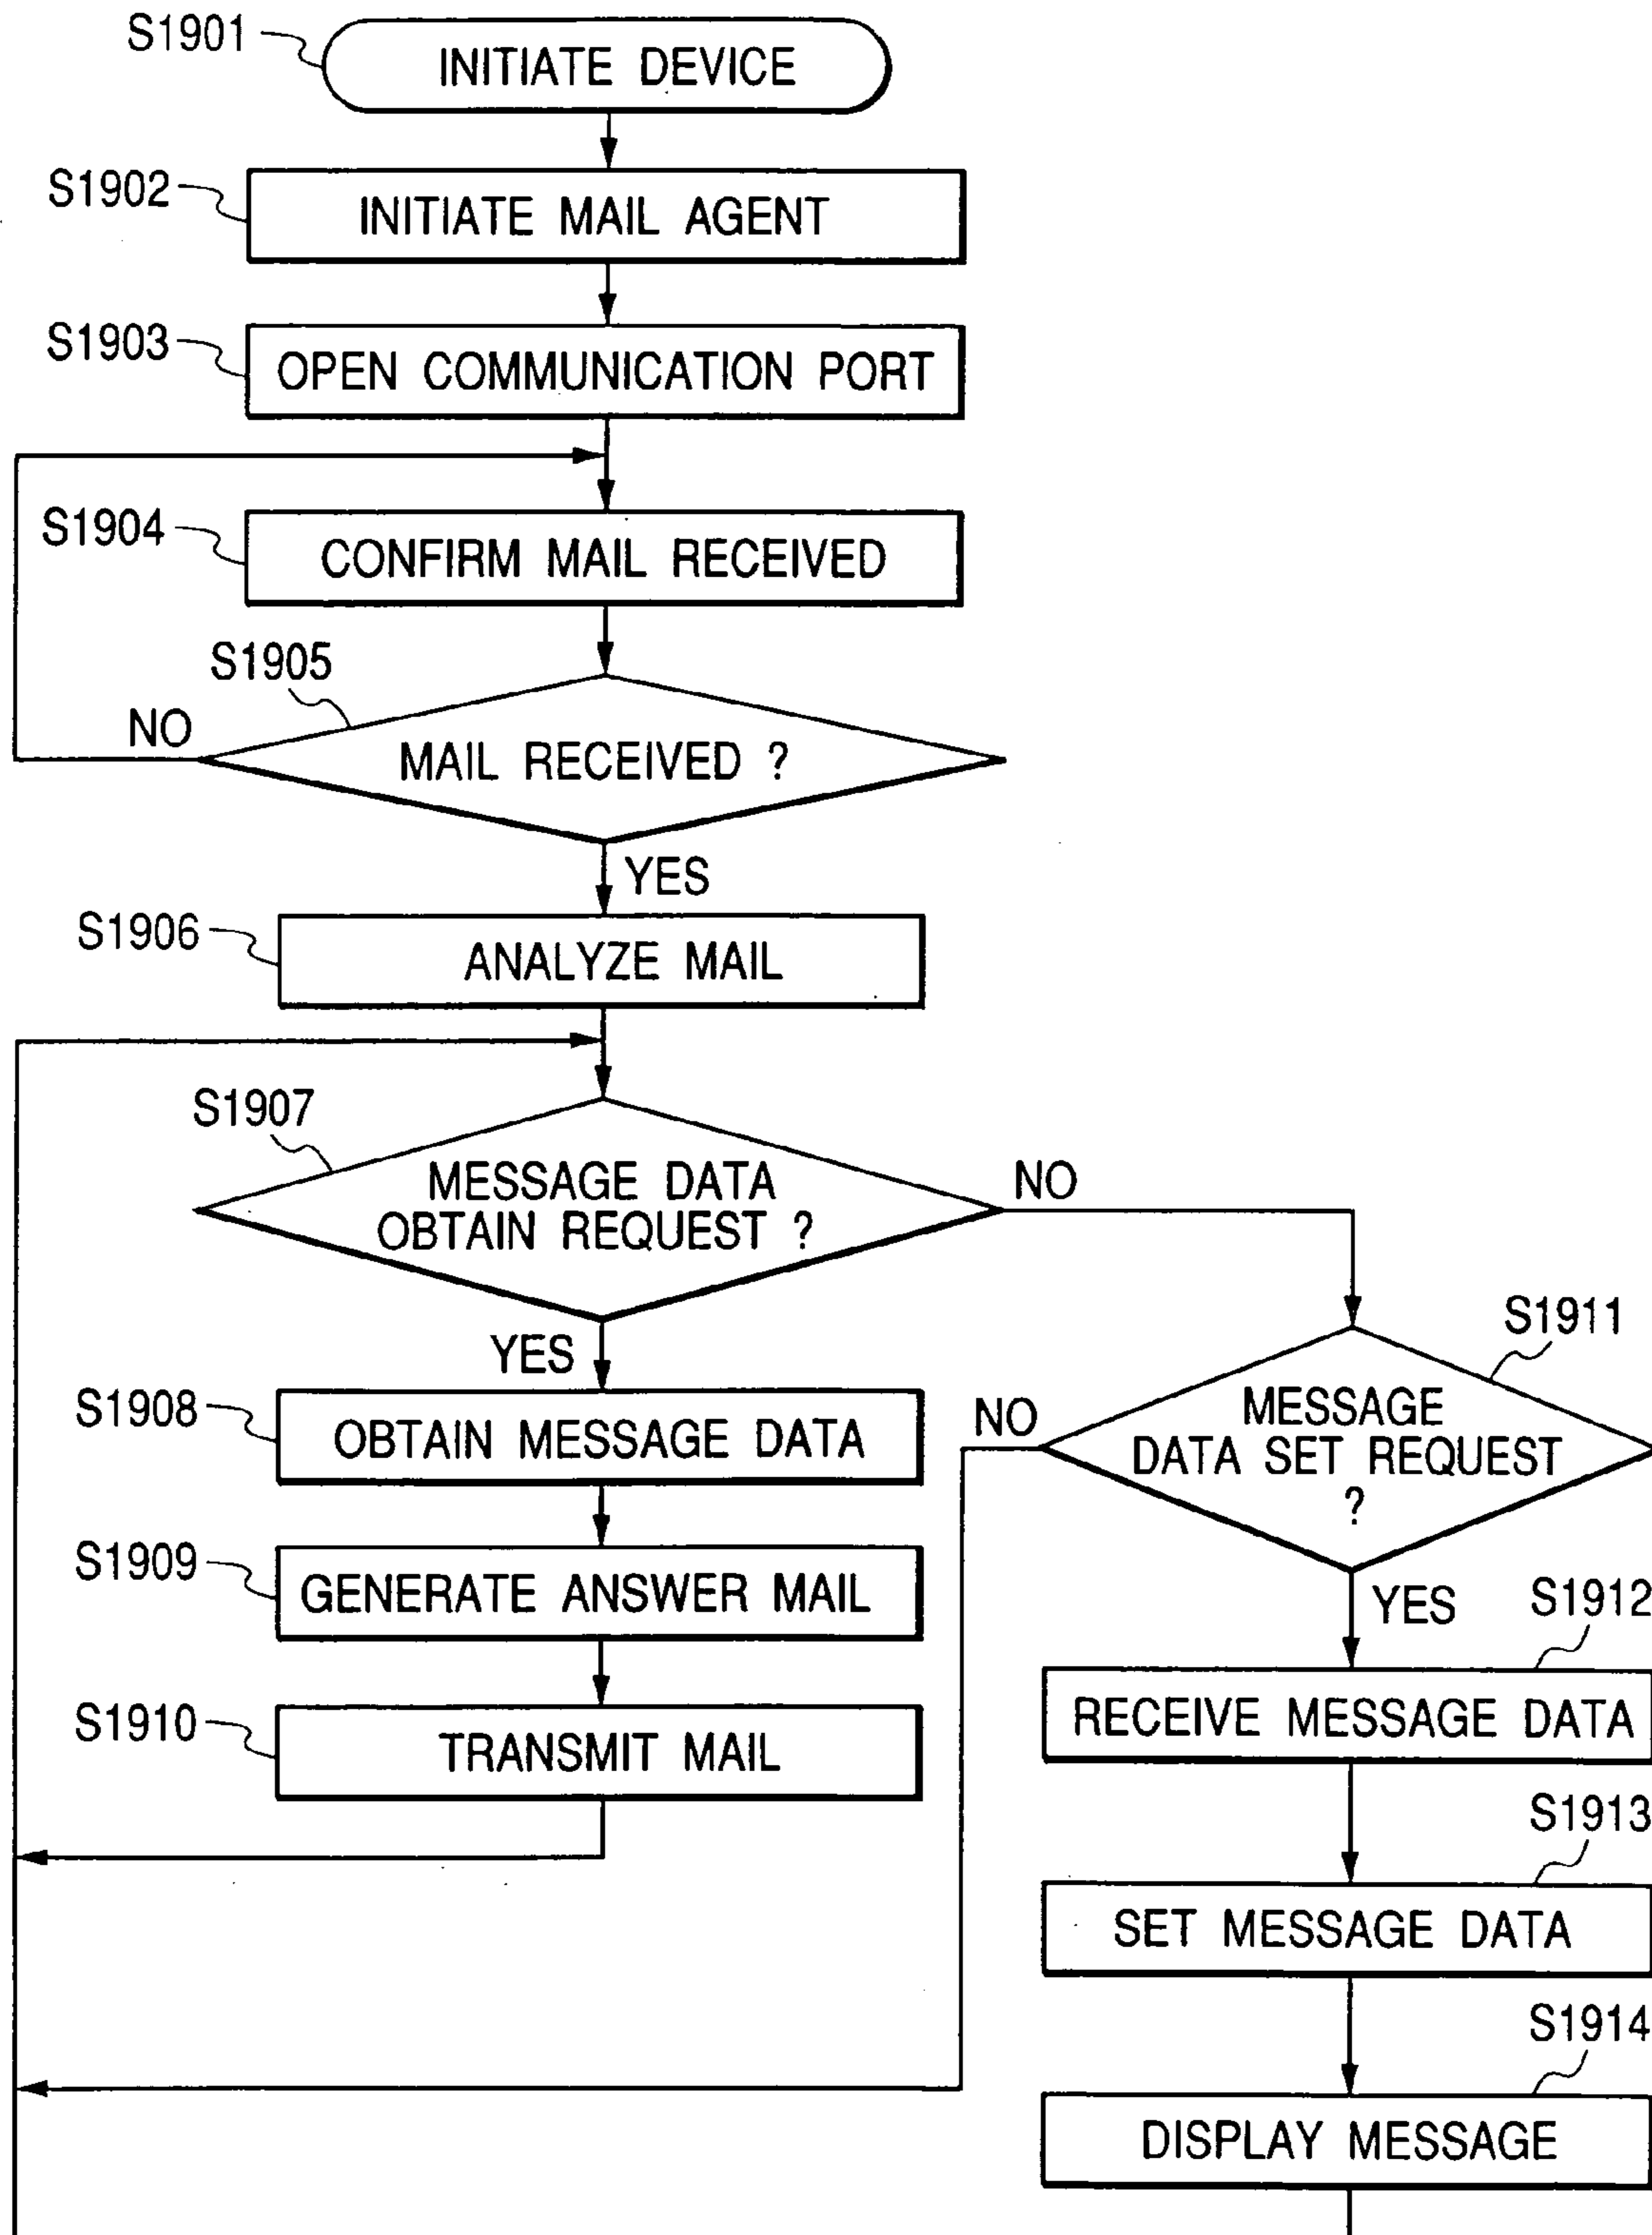 S1901
INITIATE DEVICE
S1902
INITIATE MAIL AGENT
S1903
OPEN COMMUNICATION PORT
S1904
CONFIRM MAIL RECEIVED
S1905
NO
MAIL RECEIVED ?
YES
S1906
ANALYZE MAIL
S1907
MESSAGE DATA
OBTAIN REQUEST ?
NO
YES
S1908
OBTAIN MESSAGE DATA
S1909
GENERATE ANSWER MAIL
S1910
TRANSMIT MAIL
S1911
NO
MESSAGE
DATA SET REQUEST
?
YES
S1912
RECEIVE MESSAGE DATA
S1913
SET MESSAGE DATA
S1914
DISPLAY MESSAGE